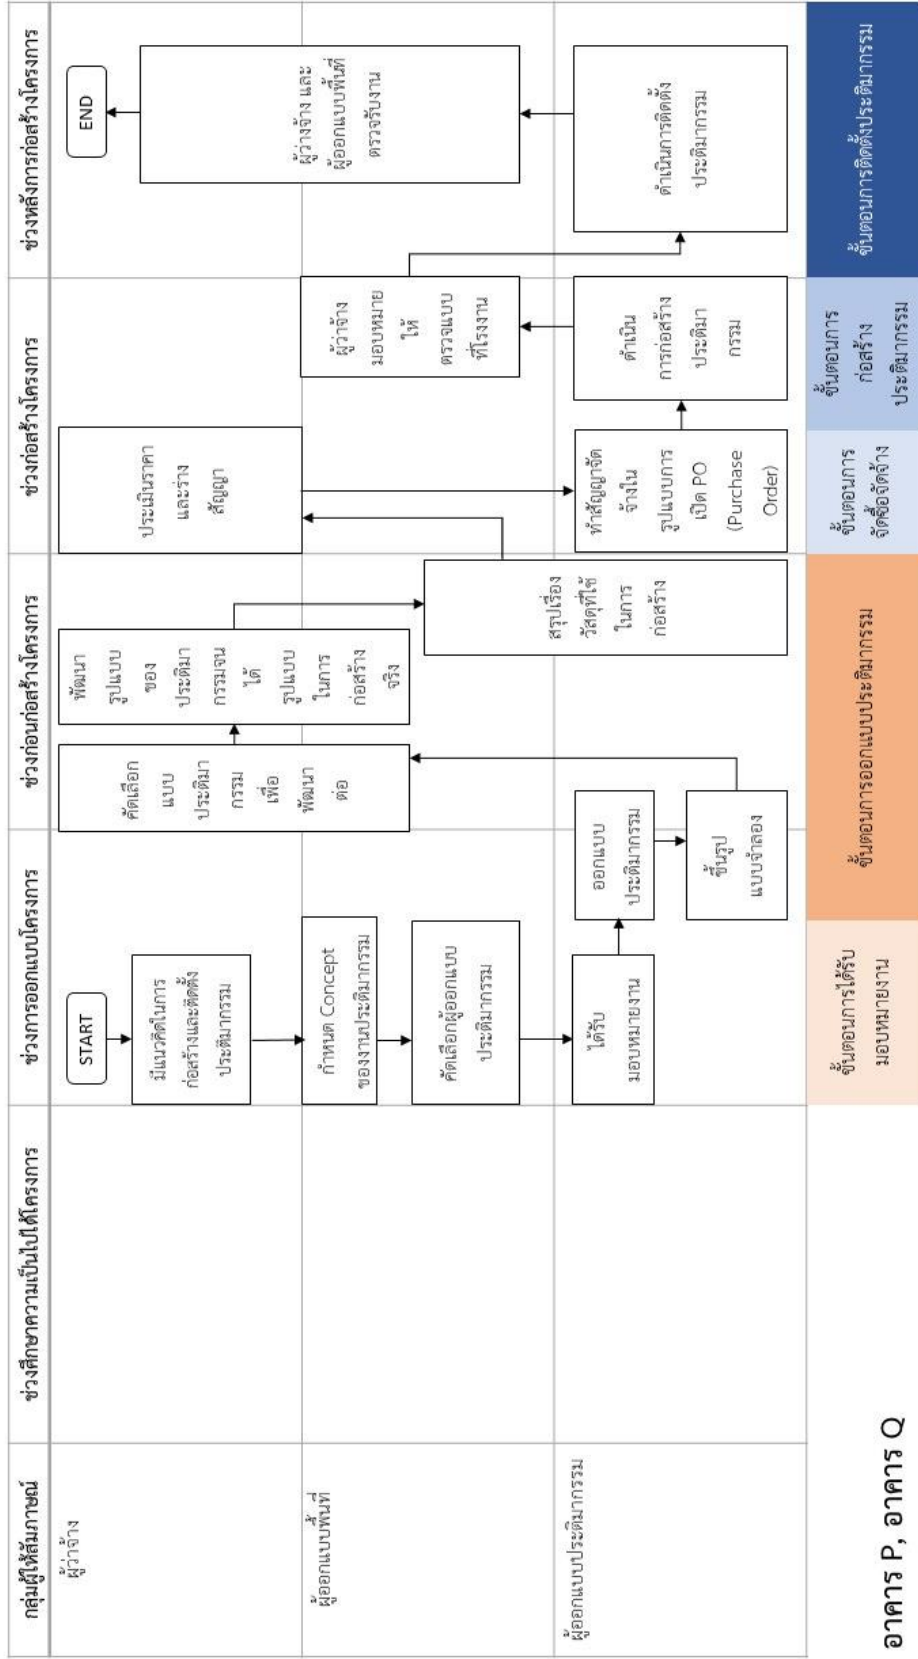 กลุ่มผู้ให้สัมภาษณ์
ช่วงศึกษาความเป็นไปได้โครงการ
ช่วงการออกแบบโครงการ
ช่วงก่อนก่อสร้างโครงการ
ช่วงก่อสร้างโครงการ
ช่วงหลังการก่อสร้างโครงการ
ผู้ว่าจ้าง
START
มีแนวคิดในการ
ก่อสร้างและติดตั้ง
ประติมากรรม
คัดเลือก
แบบ
ประติมา
กรรม
เพื่อ
พัฒนา
ต่อ
พัฒนา
รูปแบบ
ของ
ประติมา
กรรมจน
ได้
รูปแบบ
ในการ
ก่อสร้าง
จริง
ประเมินราคา
และร่าง
สัญญา
END
ผู้ว่างจ้าง และ
ผู้ออกแบบพื้นที่
ตรวจรับงาน
ผู้ออกแบบพื้นที่
กำหนด Concept
ของงานประติมากรรม
คัดเลือกผู้ออกแบบ
ประติมากรรม
สรุปเรื่อง
วัสดุที่ใช้
ในการ
ก่อสร้าง
ผู้ว่าจ้าง
มอบหมาย
ให้
ตรวจแบบ
ที่โรงงาน
ผู้ออกแบบประติมากรรม
ได้รับ
มอบหมายงาน
ออกแบบ
ประติมากรรม
ขึ้นรูป
แบบจำลอง
ทำสัญญาจัด
จ้างใน
รูปแบบการ
เปิด PO
(Purchase
Order)
ดำเนิน
การก่อสร้าง
ประติมา
กรรม
ดำเนินการติดตั้ง
ประติมากรรม
อาคาร P, อาคาร Q
ขั้นตอนการได้รับ
มอบหมายงาน
ขั้นตอนการออกแบบประติมากรรม
ขั้นตอนการ
จัดซื้อจัดจ้าง
ขั้นตอนการ
ก่อสร้าง
ประติมากรรม
ขั้นตอนการติดตั้งประติมากรรม